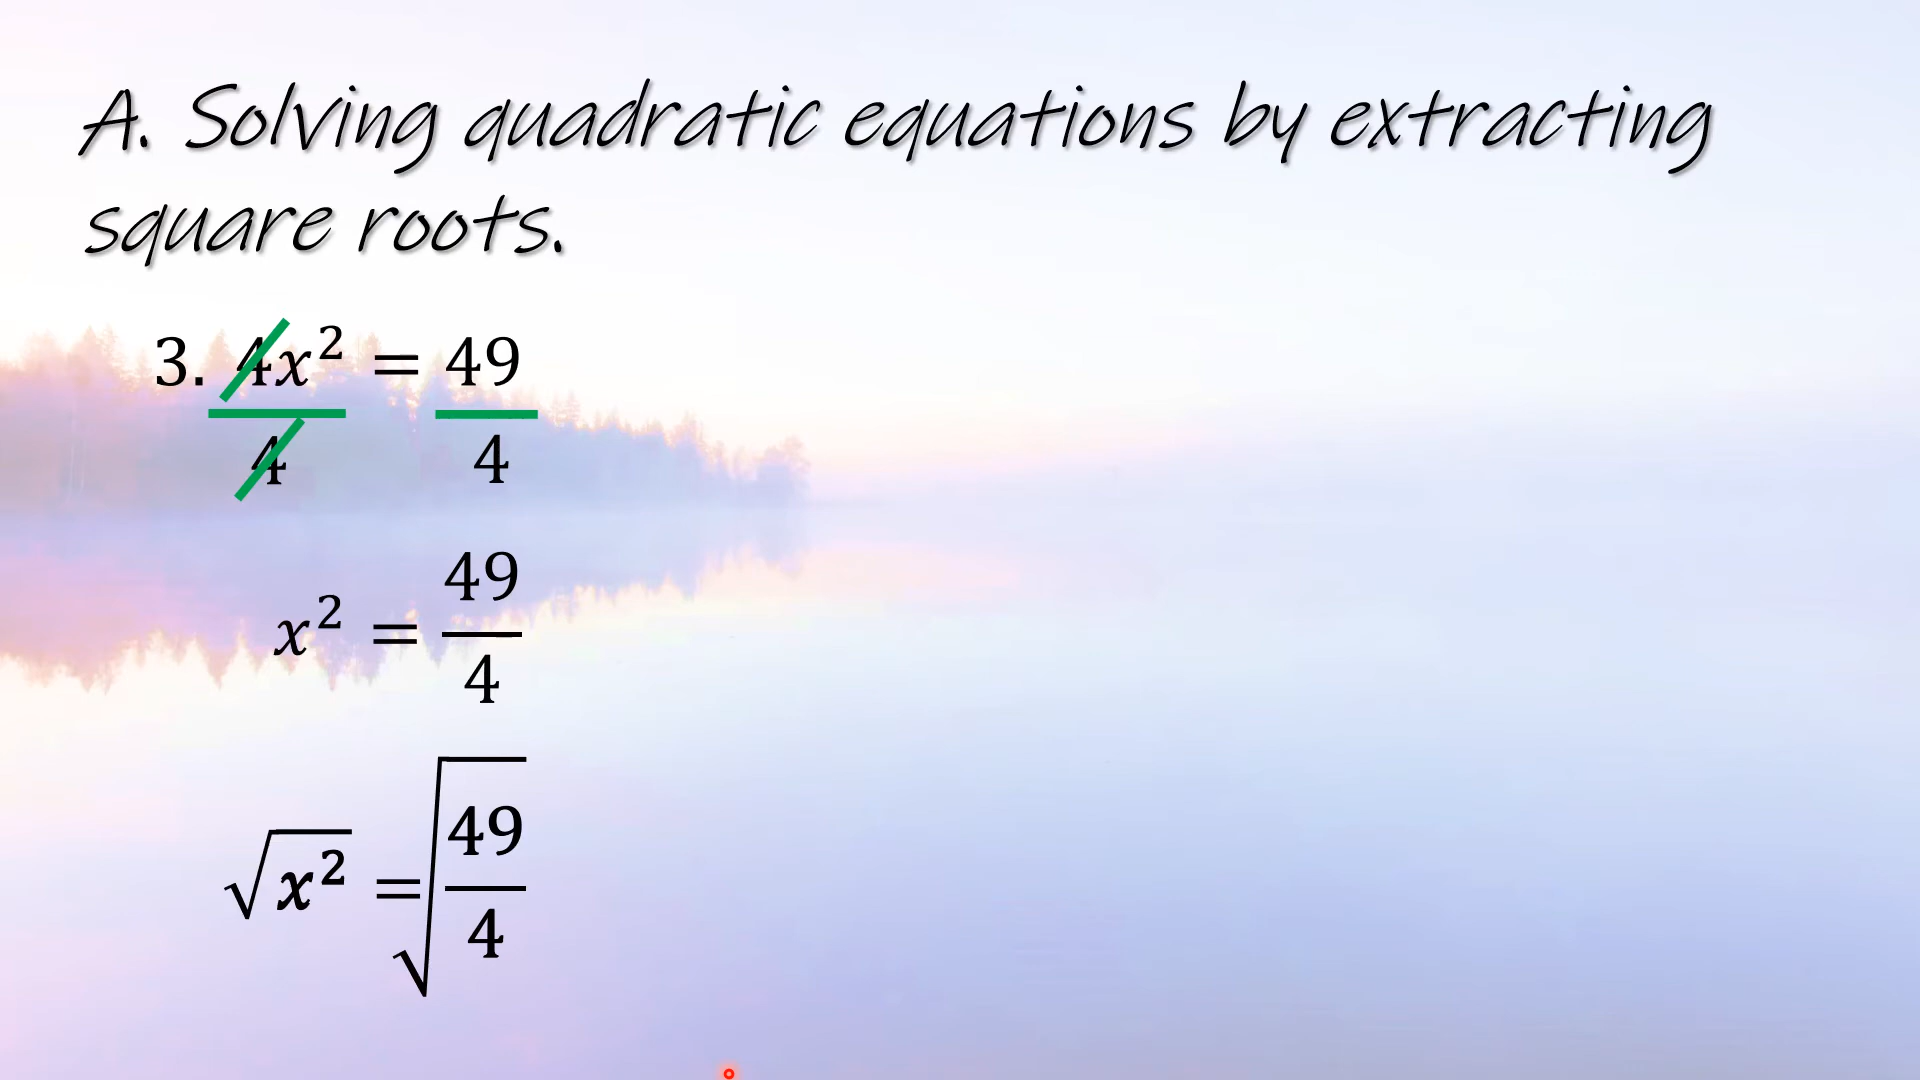 A. Solving quadratic equations by extracting
square roots.
3. 4x² = 49
4 4
x² = 49/4
√x² = √49/4